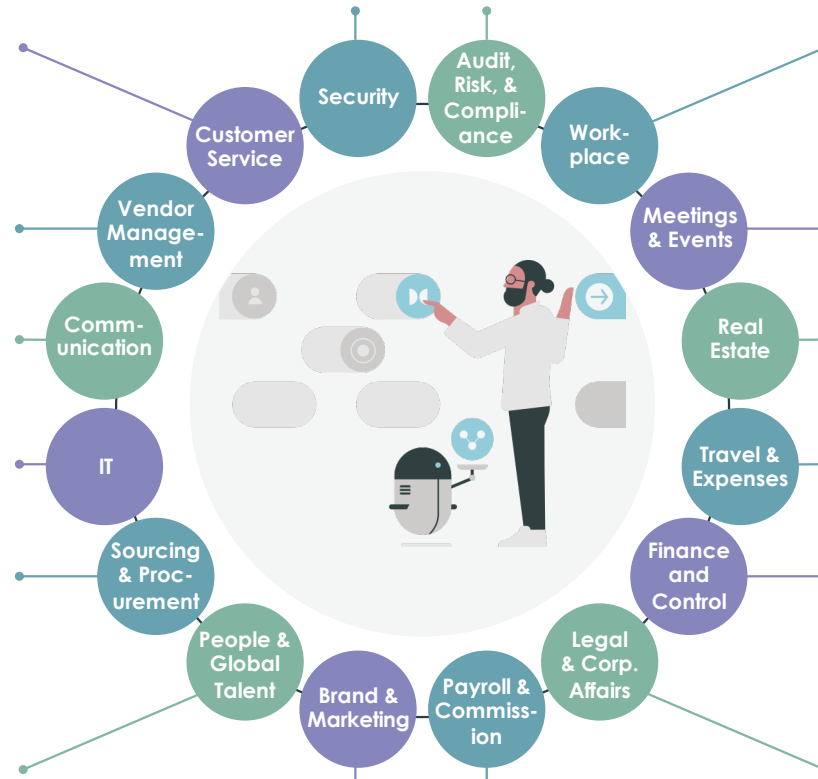 Security
Audit,
Risk, &
Compli-
ance
Work-
place
Meetings
& Events
Real
Estate
Travel &
Expenses
Finance
and
Control
Legal
& Corp.
Affairs
Payroll &
Commiss-
ion
Brand &
Marketing
People &
Global
Talent
Sourcing
& Proc-
urement
IT
Comm-
unication
Vendor
Manage-
ment
Customer
Service